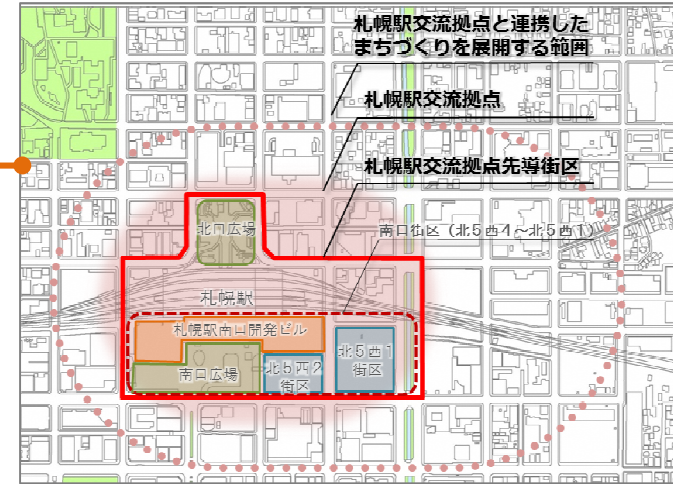 札幌駅交流拠点と連携した
まちづくりを展開する範囲
札幌駅交流拠点
札幌駅交流拠点先導街区
北口広場
南口街区（北5西4～北5西1）
札幌駅
札幌駅南口開発ビル
南口広場
北5西2
街区
北5西1
街区